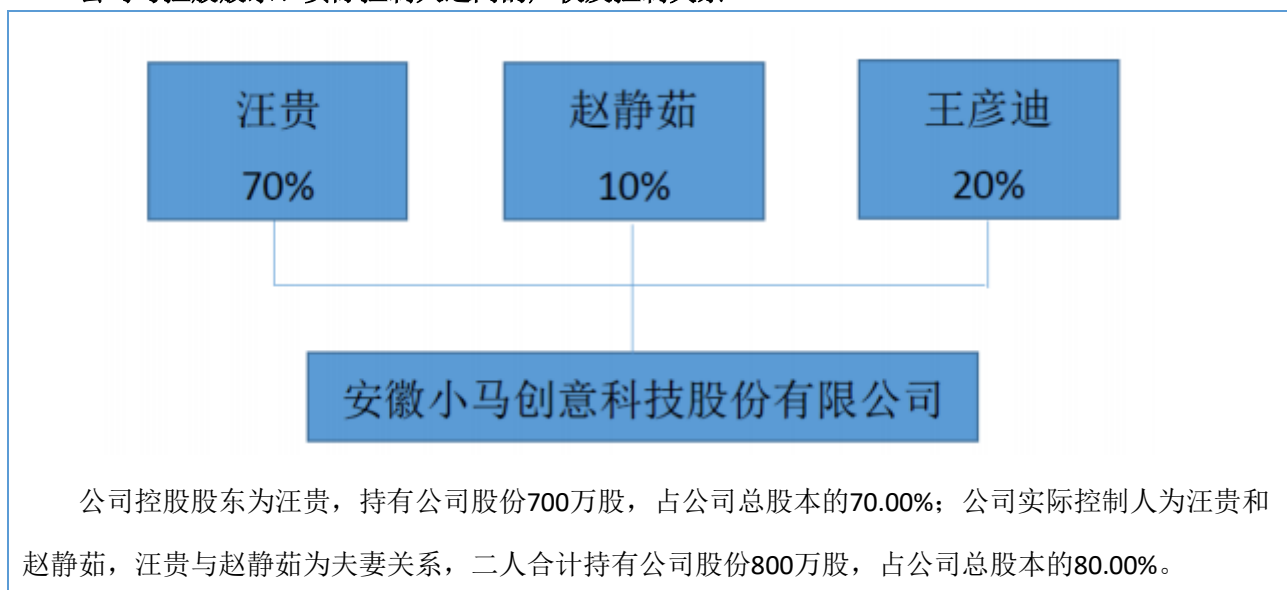 汪贵
70%
赵静茹
10%
王彦迪
20%
安徽小马创意科技股份有限公司
公司控股股东为汪贵，持有公司股份700万股，占公司总股本的70.00%；公司实际控制人为汪贵和
赵静茹，汪贵与赵静茹为夫妻关系，二人合计持有公司股份800万股，占公司总股本的80.00%。